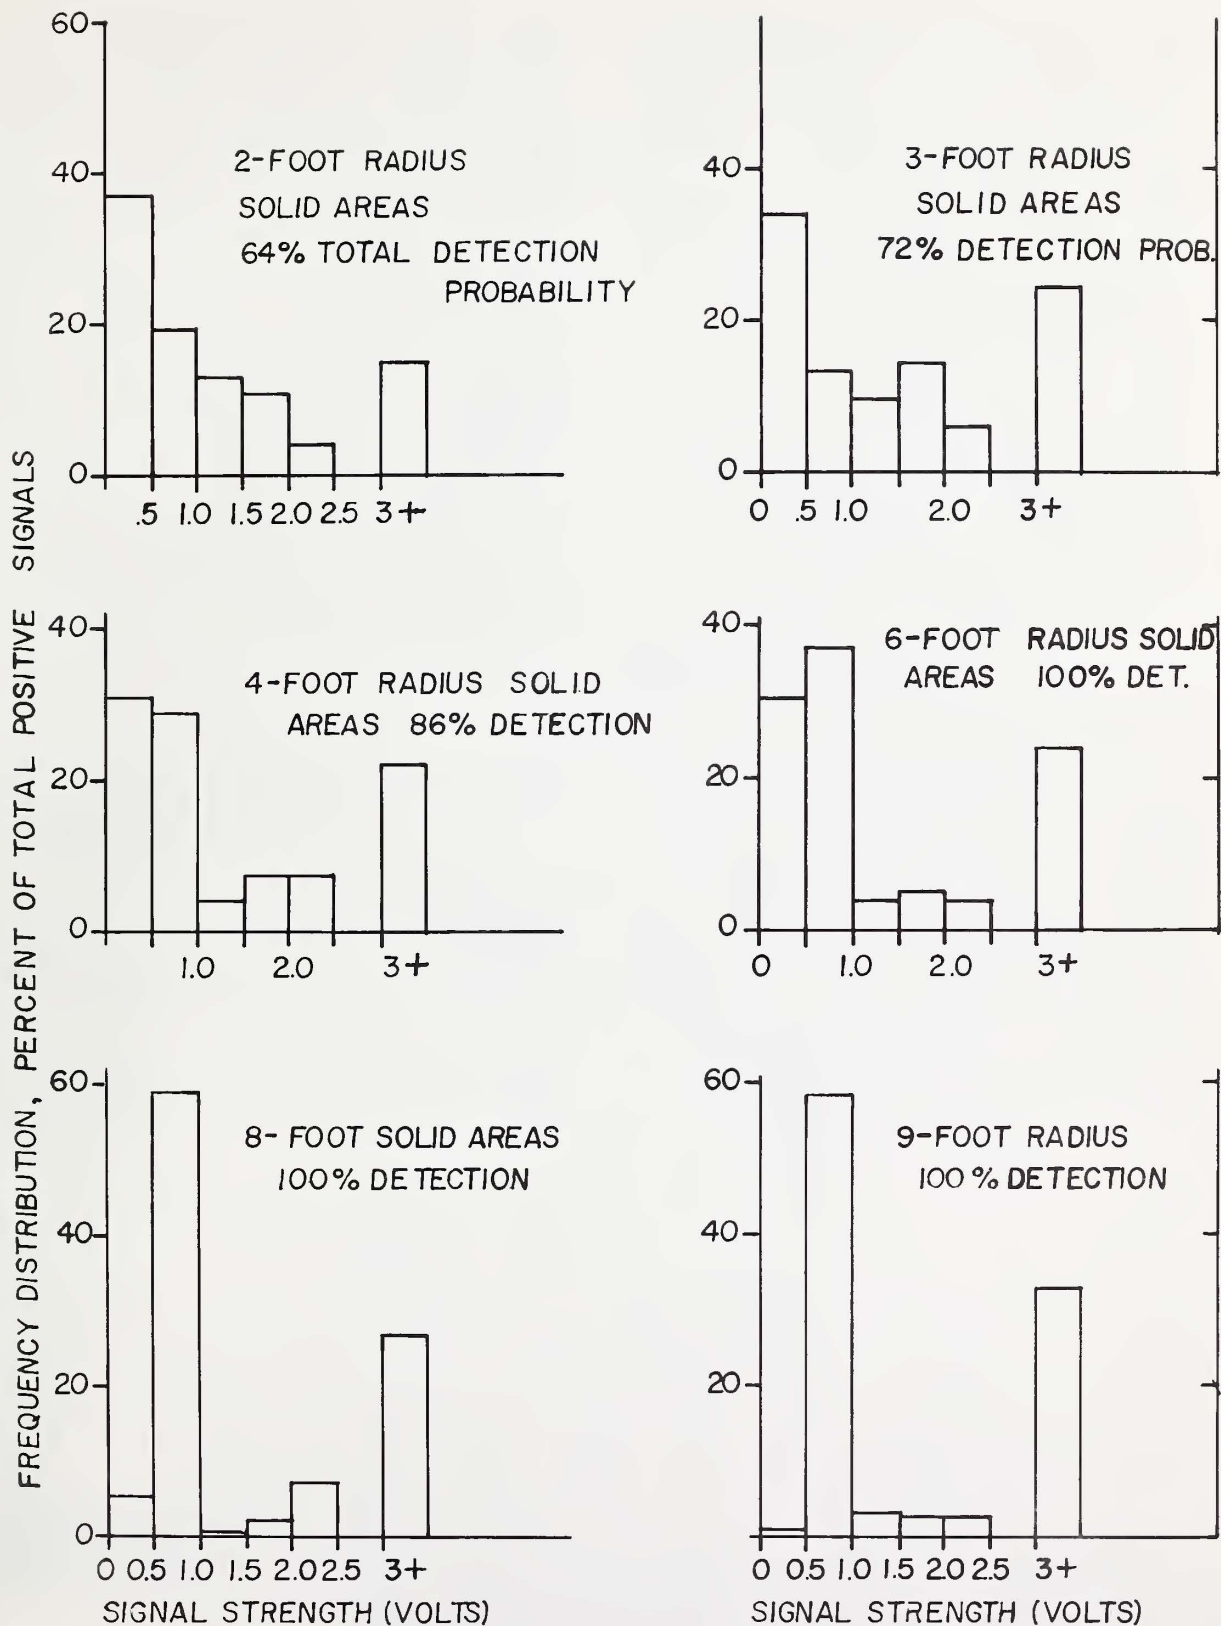 FREQUENCY DISTRIBUTION, PERCENT OF TOTAL POSITIVE SIGNALS
60
40
20
0
2-FOOT RADIUS
SOLID AREAS
64% TOTAL DETECTION
PROBABILITY
.5 1.0 1.5 2.0 2.5 3+
40
20
0
3-FOOT RADIUS
SOLID AREAS
72% DETECTION PROB.
0 .5 1.0 2.0 3+
40
20
0
4-FOOT RADIUS SOLID
AREAS 86% DETECTION
1.0 2.0 3+
40
20
0
6-FOOT RADIUS SOLID
AREAS 100% DET.
0 1.0 2.0 3+
60
40
20
0
8-FOOT SOLID AREAS
100% DETECTION
0 0.5 1.0 1.5 2.0 2.5 3+
SIGNAL STRENGTH (VOLTS)
60
40
20
9-FOOT RADIUS
100% DETECTION
0 0.5 1.0 1.5 2.0 2.5 3+
SIGNAL STRENGTH (VOLTS)